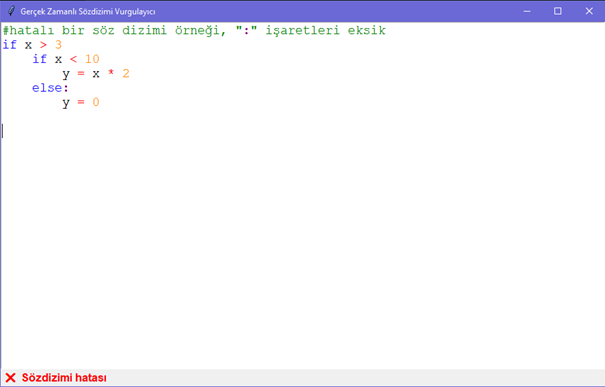 Gerçek Zamanlı Sözdizimi Vurgulayıcı
#hatalı bir söz dizimi örneği, ":" işaretleri eksik
if x > 3
    if x < 10
        y = x * 2
    else:
        y = 0
❌ Sözdizimi hatası